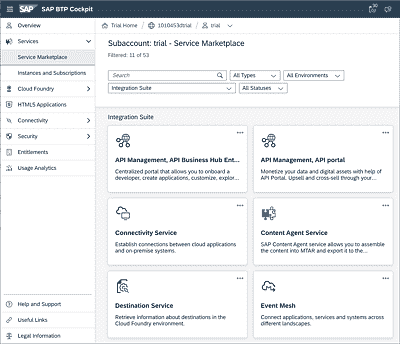 SAP SAP BTP Cockpit 30
Overview
Services
Service Marketplace
Instances and Subscriptions
Cloud Foundry
HTML5 Applications
Connectivity
Security
Entitlements
Usage Analytics
Help and Support
Useful Links
Legal Information
Trial Home / 1010453dtrial / trial
Subaccount: trial - Service Marketplace
Filtered: 11 of 53
Search All Types All Environments
Integration Suite All Statuses
Integration Suite
API Management, API Business Hub Ent...
Centralized portal that allows you to onboard a
developer, create applications, customize, explor...
API Management, API portal
Monetize your data and digital assets with help of
API Portal. Upsell and cross-sell through your...
Connectivity Service
Establish connections between cloud applications
and on-premise systems.
Content Agent Service
SAP Content Agent service allows you to assemble
the content into MTAR and export it to the...
Destination Service
Retrieve information about destinations in the
Cloud Foundry environment.
Event Mesh
Connect applications, services and systems across
different landscapes.